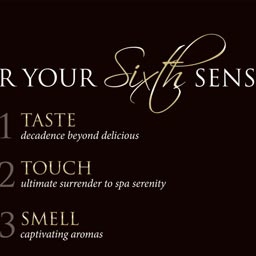 R YOUR Sixth SENS
1 TASTE
decadence beyond delicious
2 TOUCH
ultimate surrender to spa serenity
3 SMELL
captivating aromas